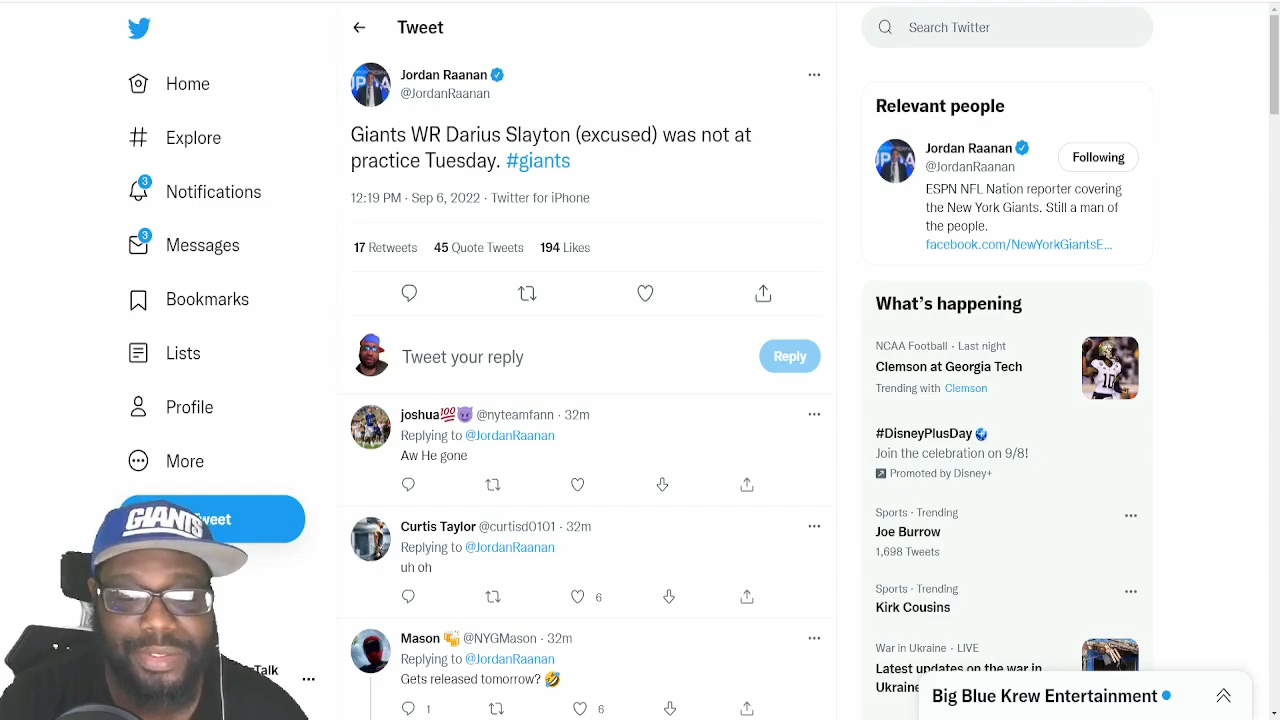 Home
Explore
3
Notifications
3
Messages
Bookmarks
Lists
Profile
More
weet
GIANTS
Talk
Tweet
Jordan Raanan
@JordanRaanan
Giants WR Darius Slayton (excused) was not at
practice Tuesday. #giants
12:19 PM · Sep 6, 2022 · Twitter for iPhone
17 Retweets 45 Quote Tweets 194 Likes
Tweet your reply
Reply
joshua💯😈 @nyteamfann · 32m
Replying to @JordanRaanan
Aw He gone
Curtis Taylor @curtisd0101 · 32m
Replying to @JordanRaanan
uh oh
6
Mason 🍻 @NYGMason · 32m
Replying to @JordanRaanan
Gets released tomorrow? 🤣
1 6
Search Twitter
Relevant people
Jordan Raanan
@JordanRaanan
Following
ESPN NFL Nation reporter covering
the New York Giants. Still a man of
the people.
facebook.com/NewYorkGiantsE...
What's happening
NCAA Football · Last night
Clemson at Georgia Tech
Trending with Clemson
#DisneyPlusDay
Join the celebration on 9/8!
Promoted by Disney+
Sports · Trending
Joe Burrow
1,698 Tweets
Sports · Trending
Kirk Cousins
War in Ukraine · LIVE
Latest updates on the war in
Ukraine
Big Blue Krew Entertainment